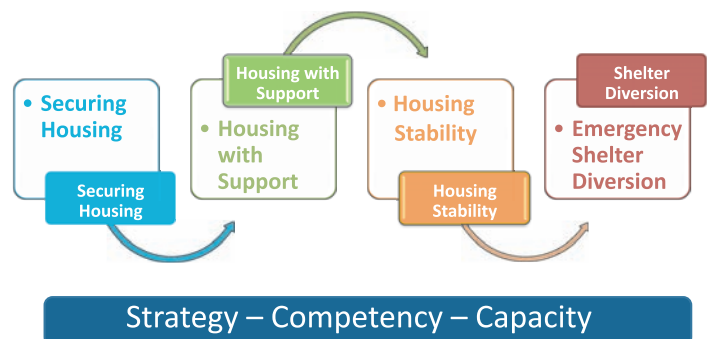 • Securing
Housing
Securing
Housing
Housing with
Support
• Housing
with
Support
• Housing
Stability
Housing
Stability
Shelter
Diversion
• Emergency
Shelter
Diversion
Strategy – Competency – Capacity